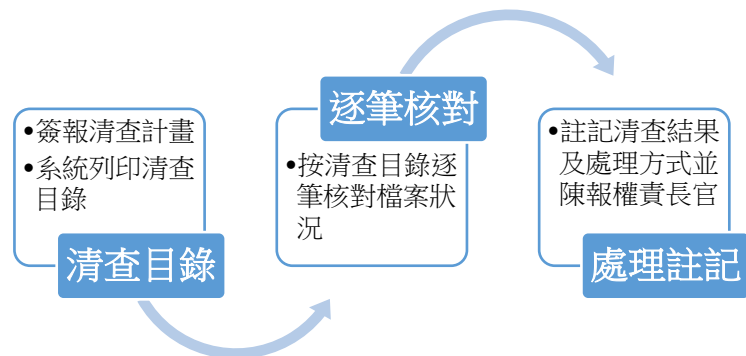 •簽報清查計畫
•系統列印清查
目錄
清查目錄
逐筆核對
•按清查目錄逐
筆核對檔案狀
況
•註記清查結果
及處理方式並
陳報權責長官
處理註記